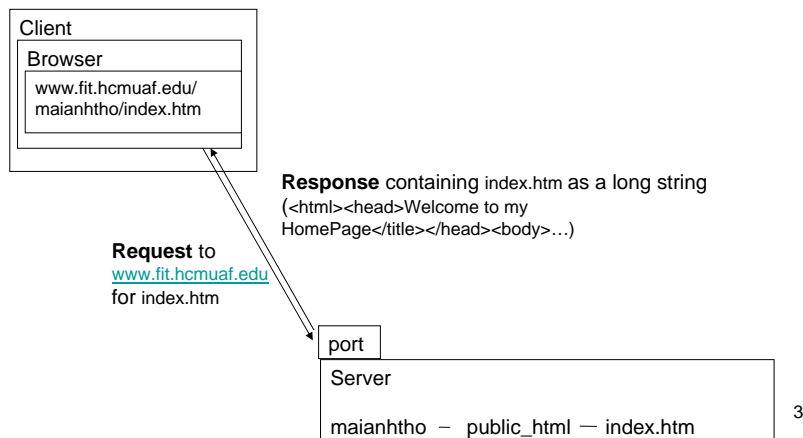 Client
Browser
www.fit.hcmuaf.edu/
maianhtho/index.htm
Response containing index.htm as a long string
(<html><head>Welcome to my
HomePage</title></head><body>…)
Request to
www.fit.hcmuaf.edu
for index.htm
port
Server
maianhtho – public_html — index.htm
3